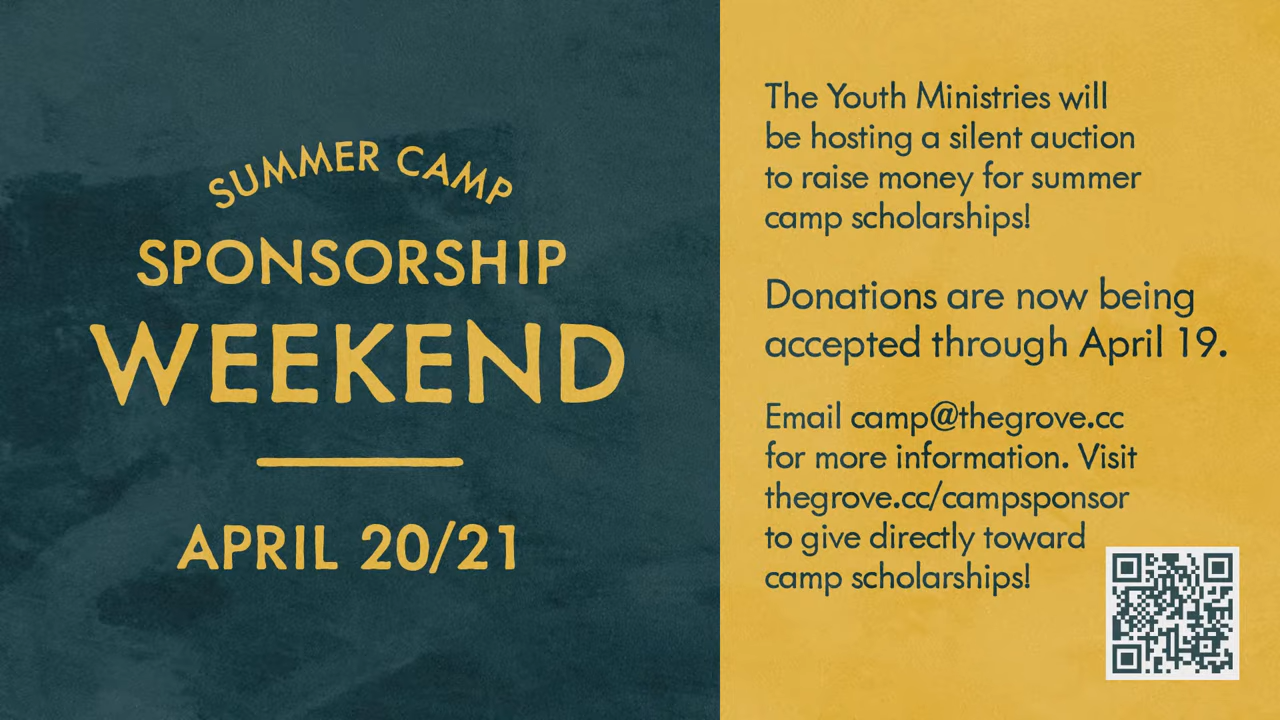 SUMMER CAMP
SPONSORSHIP
WEEKEND
APRIL 20/21
The Youth Ministries will
be hosting a silent auction
to raise money for summer
camp scholarships!
Donations are now being
accepted through April 19.
Email camp@thegrove.cc
for more information. Visit
thegrove.cc/campsponsor
to give directly toward
camp scholarships!